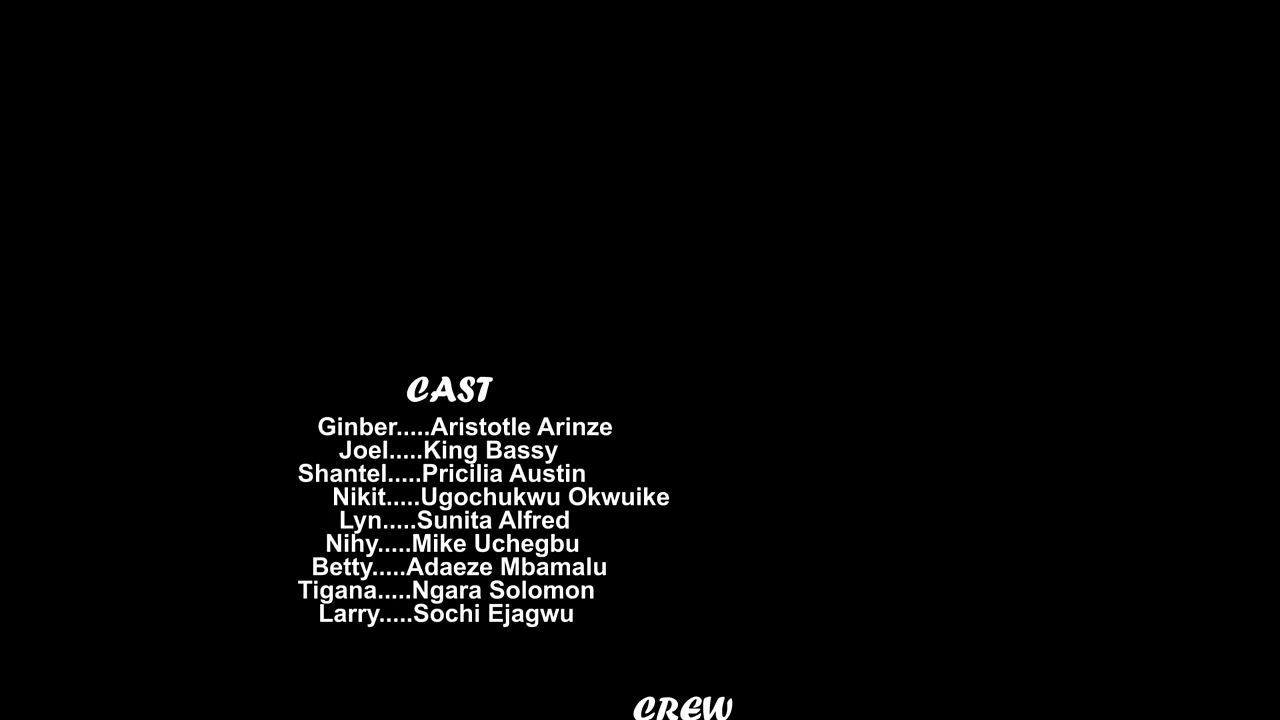 CAST
Ginber.....Aristotle Arinze
Joel.....King Bassy
Shantel.....Pricilia Austin
Nikit.....Ugochukwu Okwuike
Lyn.....Sunita Alfred
Nihy.....Mike Uchegbu
Betty.....Adaeze Mbamalu
Tigana.....Ngara Solomon
Larry.....Sochi Ejagwu
CREW